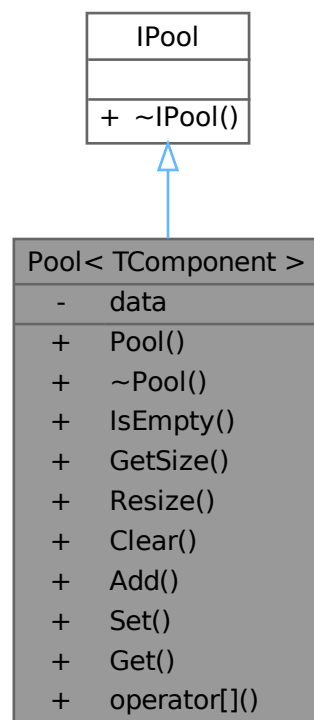 IPool
+ ~IPool()
Pool< TComponent >
- data
+ Pool()
+ ~Pool()
+ IsEmpty()
+ GetSize()
+ Resize()
+ Clear()
+ Add()
+ Set()
+ Get()
+ operator[]()